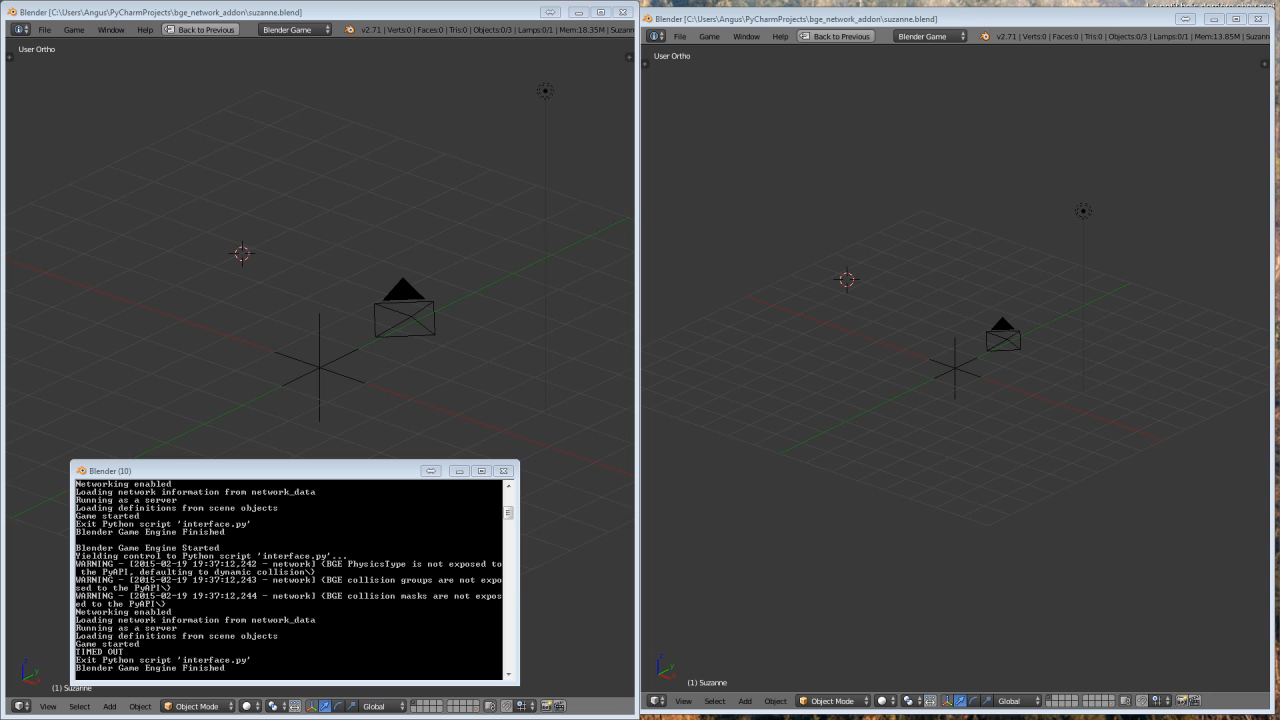 Blender [C:\Users\Angus\PyCharmProjects\bge_network_addon\suzanne.blend]
File Game Window Help Back to Previous Blender Game v2.71 | Verts:0 | Faces:0 | Tris:0 | Objects:0/3 | Lamps:0/1 | Mem:18.35M | Suzann
User Ortho
Blender (10)
Networking enabled
Loading network information from network_data
Running as a server
Loading definitions from scene objects
Game started
Exit Python script 'interface.py'
Blender Game Engine Finished
Blender Game Engine Started
Yielding control to Python script 'interface.py'...
WARNING - [2015-02-19 19:37:12,242 - network] (BGE PhysicsType is not exposed to
the PyAPI, defaulting to dynamic collision\)
WARNING - [2015-02-19 19:37:12,243 - network] (BGE collision groups are not expo
sed to the PyAPI\)
WARNING - [2015-02-19 19:37:12,244 - network] (BGE collision masks are not expos
ed to the PyAPI\)
Networking enabled
Loading network information from network_data
Running as a server
Loading definitions from scene objects
Game started
TIMED OUT
Exit Python script 'interface.py'
Blender Game Engine Finished
(1) Suzanne
View Select Add Object Object Mode Global
Blender [C:\Users\Angus\PyCharmProjects\bge_network_addon\suzanne.blend]
File Game Window Help Back to Previous Blender Game v2.71 | Verts:0 | Faces:0 | Tris:0 | Objects:0/3 | Lamps:0/1 | Mem:13.85M | Suzann
User Ortho
(1) Suzanne
View Select Add Object Object Mode Global